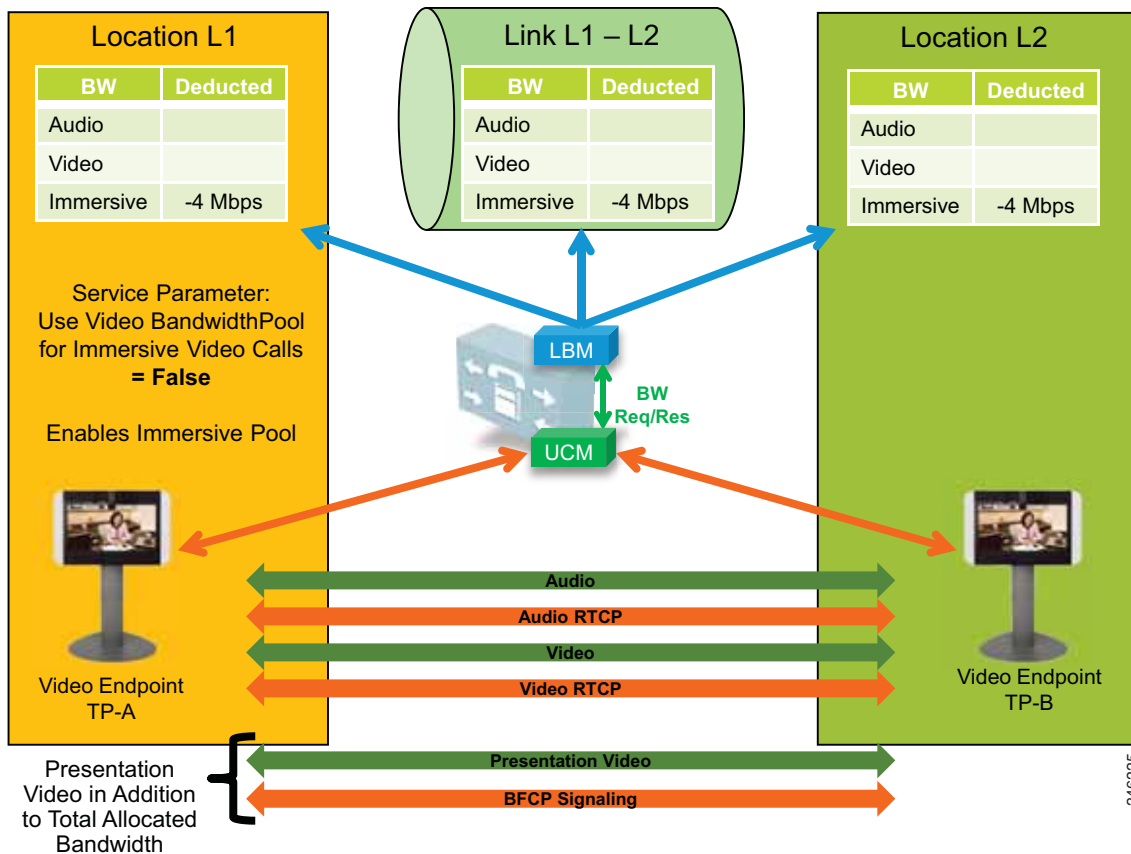 Location L1
BW Deducted
Audio
Video
Immersive -4 Mbps
Link L1 – L2
BW Deducted
Audio
Video
Immersive -4 Mbps
Location L2
BW Deducted
Audio
Video
Immersive -4 Mbps
Service Parameter:
Use Video BandwidthPool
for Immersive Video Calls
= False
Enables Immersive Pool
LBM
BW
Req/Res
UCM
Audio
Audio RTCP
Video
Video RTCP
Video Endpoint
TP-A
Video Endpoint
TP-B
Presentation Video
BFCP Signaling
Presentation
Video in Addition
to Total Allocated
Bandwidth